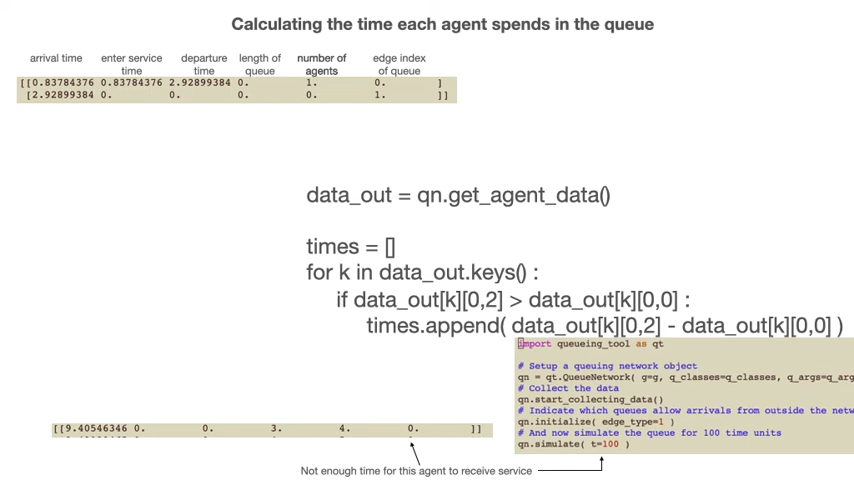 Calculating the time each agent spends in the queue
arrival time enter service time departure time length of queue number of agents edge index of queue
[[0.83784376 0.83784376 2.92899384 0. 1. 0. ]
[2.92899384 0. 0. 0. 0. 1. ]]
data_out = qn.get_agent_data()
times = []
for k in data_out.keys() :
if data_out[k][0,2] > data_out[k][0,0] :
times.append( data_out[k][0,2] - data_out[k][0,0] )
import queueing_tool as qt
# Setup a queuing network object
qn = qt.QueueNetwork( g=g, q_classes=q_classes, q_args=q_arg
# Collect the data
qn.start_collecting_data()
# Indicate which queues allow arrivals from outside the netw
qn.initialize( edge_type=1 )
# And now simulate the queue for 100 time units
qn.simulate( t=100 )
[[9.40546346 0. 0. 3. 4. 0. ]]
Not enough time for this agent to receive service